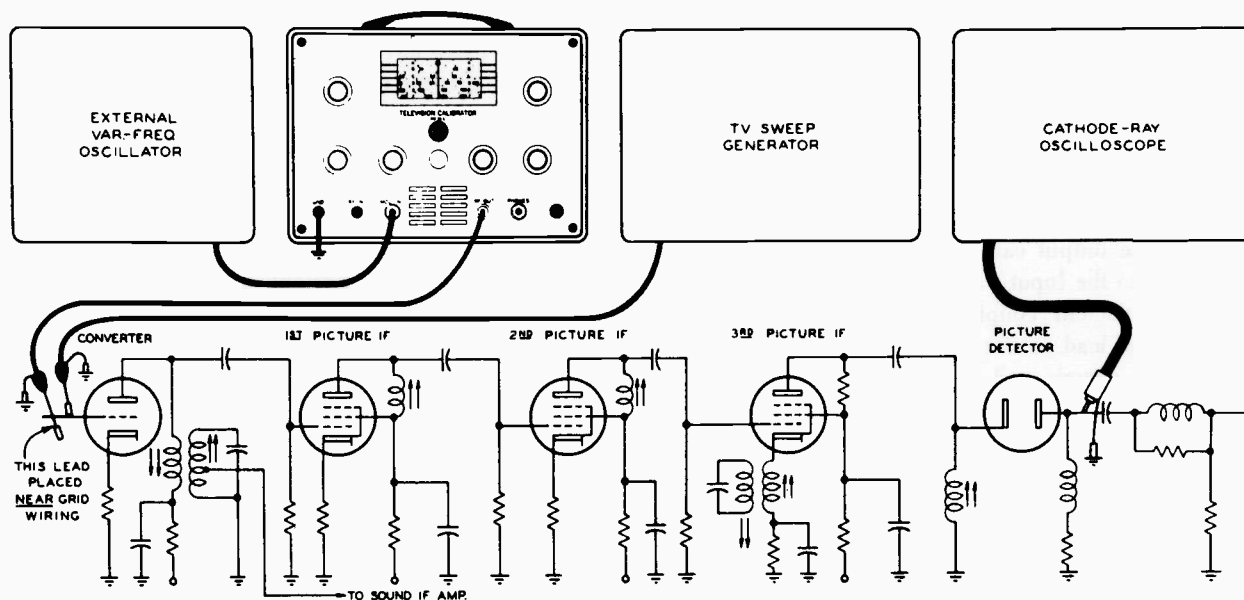 EXTERNAL
VAR.-FREQ
OSCILLATOR
TELEVISION CALIBRATOR
TV SWEEP
GENERATOR
CATHODE-RAY
OSCILLOSCOPE
CONVERTER
1ST PICTURE IF
2ND PICTURE IF
3RD PICTURE IF
PICTURE
DETECTOR
THIS LEAD
PLACED
NEAR GRID
WIRING
TO SOUND IF AMP.
PHONES